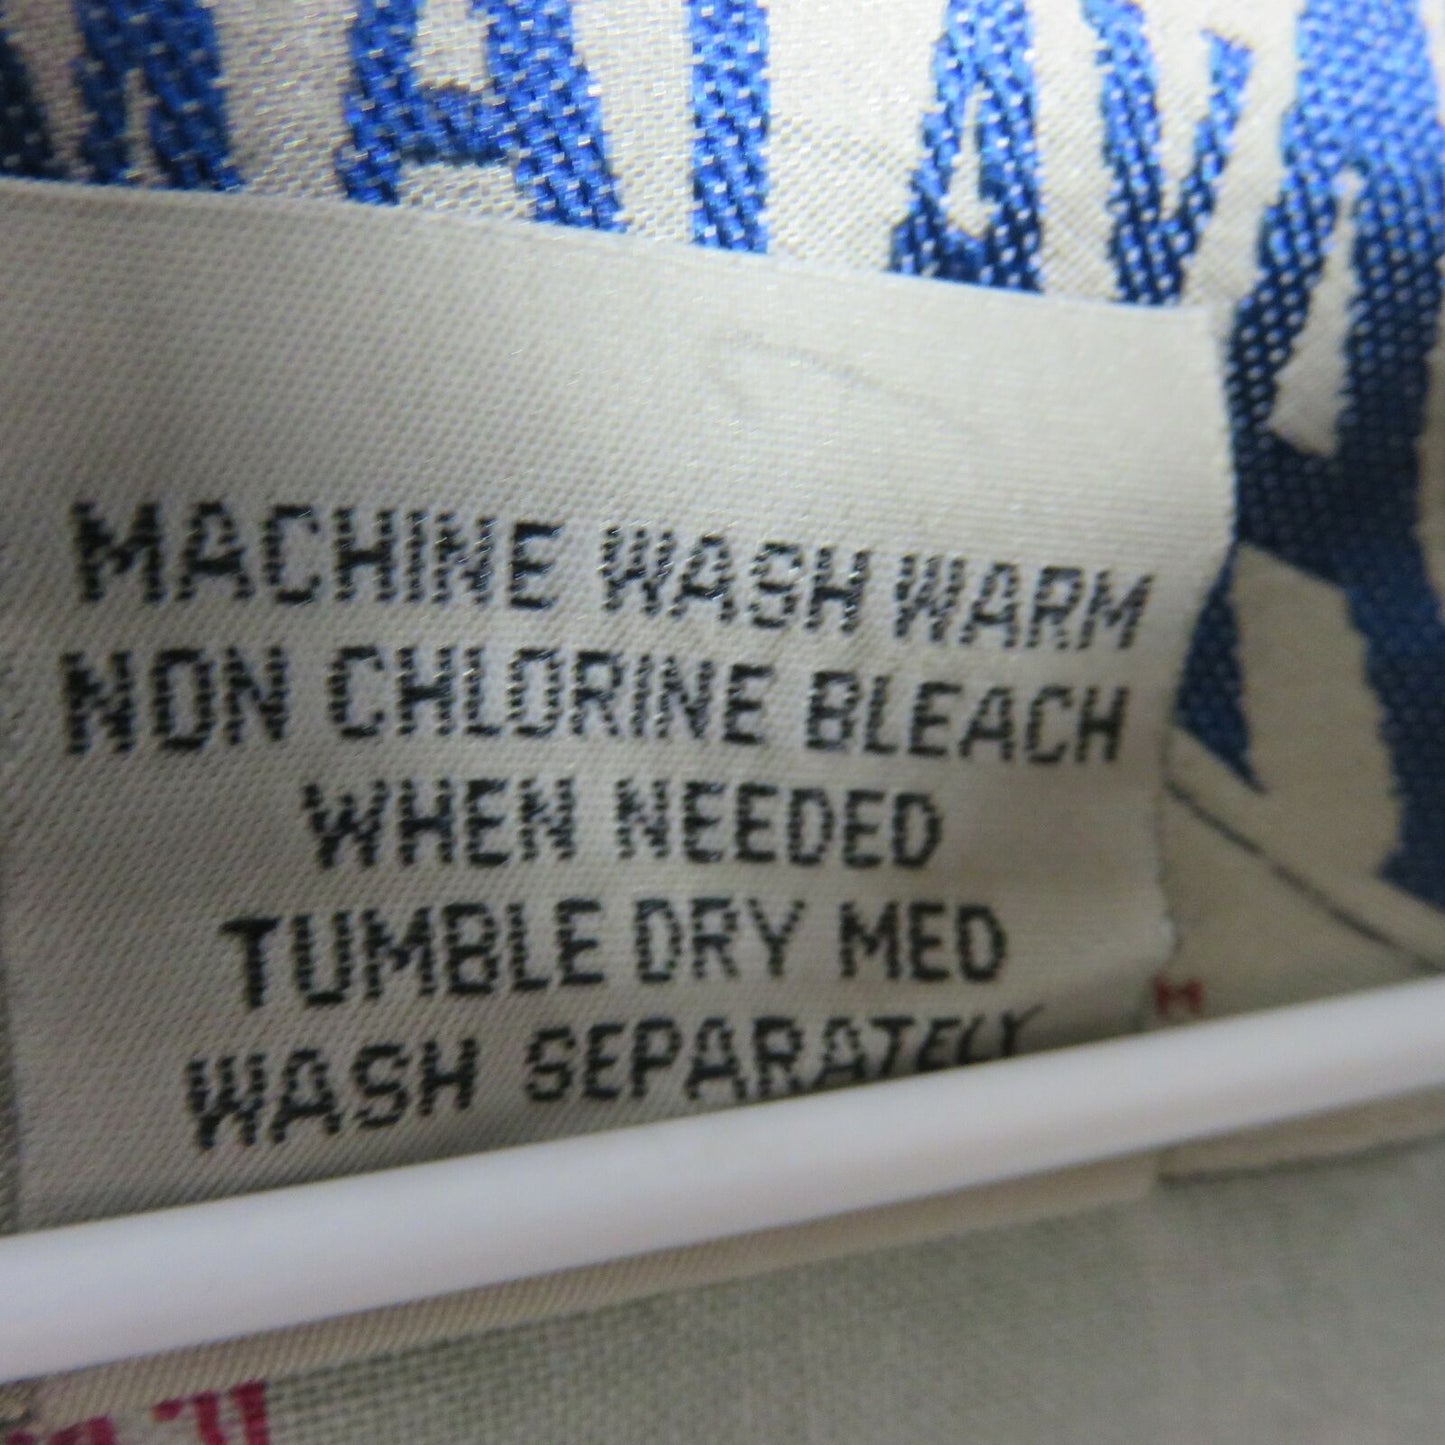 MACHINE WASH WARM
NON CHLORINE BLEACH
WHEN NEEDED
TUMBLE DRY MED
WASH SEPARATELY